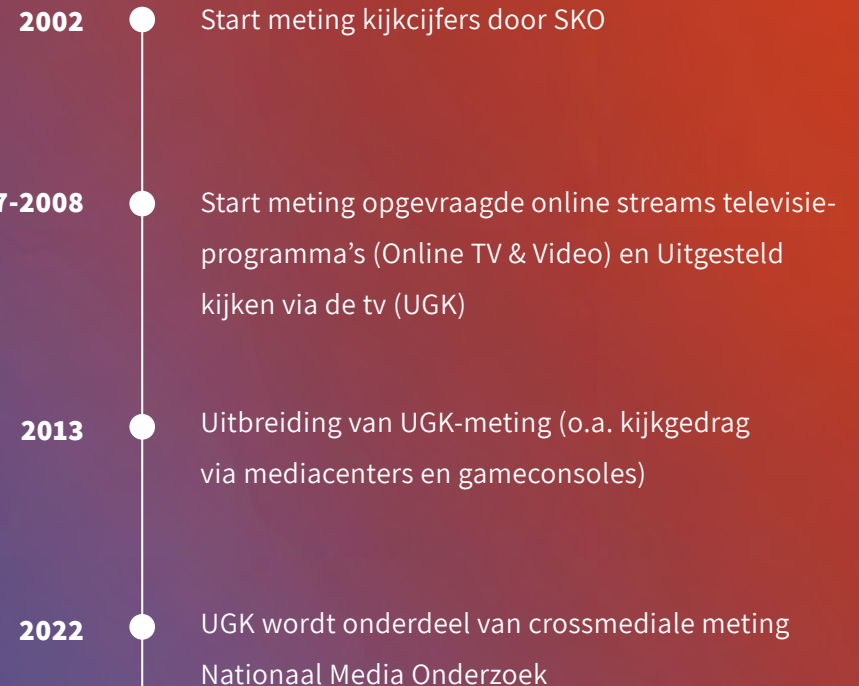 2002 Start meting kijkcijfers door SKO
7-2008 Start meting opgevraagde online streams televisie-
programma’s (Online TV & Video) en Uitgesteld
kijken via de tv (UGK)
2013 Uitbreiding van UGK-meting (o.a. kijkgedrag
via mediacenters en gameconsoles)
2022 UGK wordt onderdeel van crossmediale meting
Nationaal Media Onderzoek